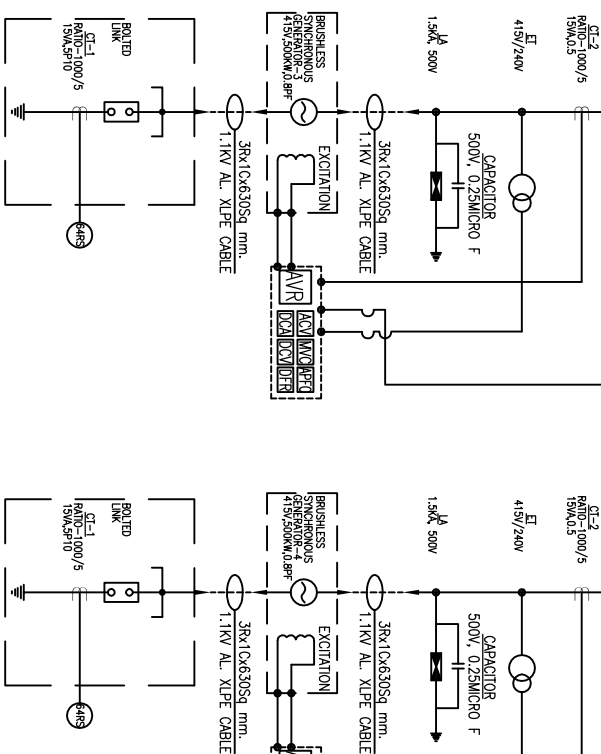 CT-2
RATIO-1000/5
15VA,0.5
ET
415V/240V
LA
1.5KA, 500V
CAPACITOR
500V, 0.25MICRO F
3Rx1Cx630Sq mm.
1.1KV AL. XLPE CABLE
BRUSHLESS
SYNCHRONOUS
GENERATOR-3
415V,500KW,0.8PF
EXCITATION
AVR
ACV
MVC
APFC
DCA
DCV
DFR
3Rx1Cx630Sq mm.
1.1KV AL. XLPE CABLE
BOLTED
LINK
CT-1
RATIO-1000/5
15VA,5P10
64RS
CT-2
RATIO-1000/5
15VA,0.5
ET
415V/240V
LA
1.5KA, 500V
CAPACITOR
500V, 0.25MICRO F
3Rx1Cx630Sq mm.
1.1KV AL. XLPE CABLE
BRUSHLESS
SYNCHRONOUS
GENERATOR-4
415V,500KW,0.8PF
EXCITATION
3Rx1Cx630Sq mm.
1.1KV AL. XLPE CABLE
BOLTED
LINK
CT-1
RATIO-1000/5
15VA,5P10
64RS